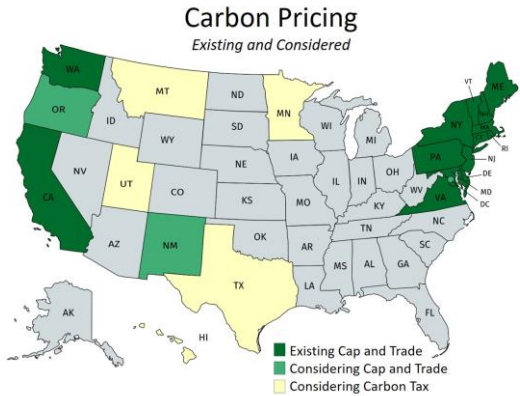 Carbon Pricing
Existing and Considered
WA
OR
CA
NV
ID
MT
WY
UT
AZ
CO
NM
ND
SD
NE
KS
OK
TX
MN
IA
MO
AR
LA
WI
IL
IN
MI
OH
KY
TN
MS
AL
GA
FL
SC
NC
VA
WV
PA
NY
VT
NH
ME
MA
CT
RI
NJ
DE
MD
DC
AK
HI
Existing Cap and Trade
Considering Cap and Trade
Considering Carbon Tax